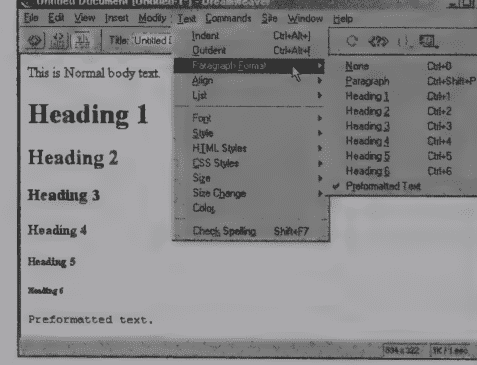 Untitled Document [Untitled-1*] - Dreamweaver
File Edit View Insert Modify Text Commands Site Window Help
Title: Untitled D
Indent Ctrl+Alt+]
Outdent Ctrl+Alt+[
Paragraph Format
Align
List
Font
Style
HTML Styles
CSS Styles
Size
Size Change
Color
Check Spelling Shift+F7
None Ctrl+0
Paragraph Ctrl+Shift+P
Heading 1 Ctrl+1
Heading 2 Ctrl+2
Heading 3 Ctrl+3
Heading 4 Ctrl+4
Heading 5 Ctrl+5
Heading 6 Ctrl+6
Preformatted Text
This is Normal body text.
Heading 1
Heading 2
Heading 3
Heading 4
Heading 5
Heading 6
Preformatted text.
1K / 1 sec